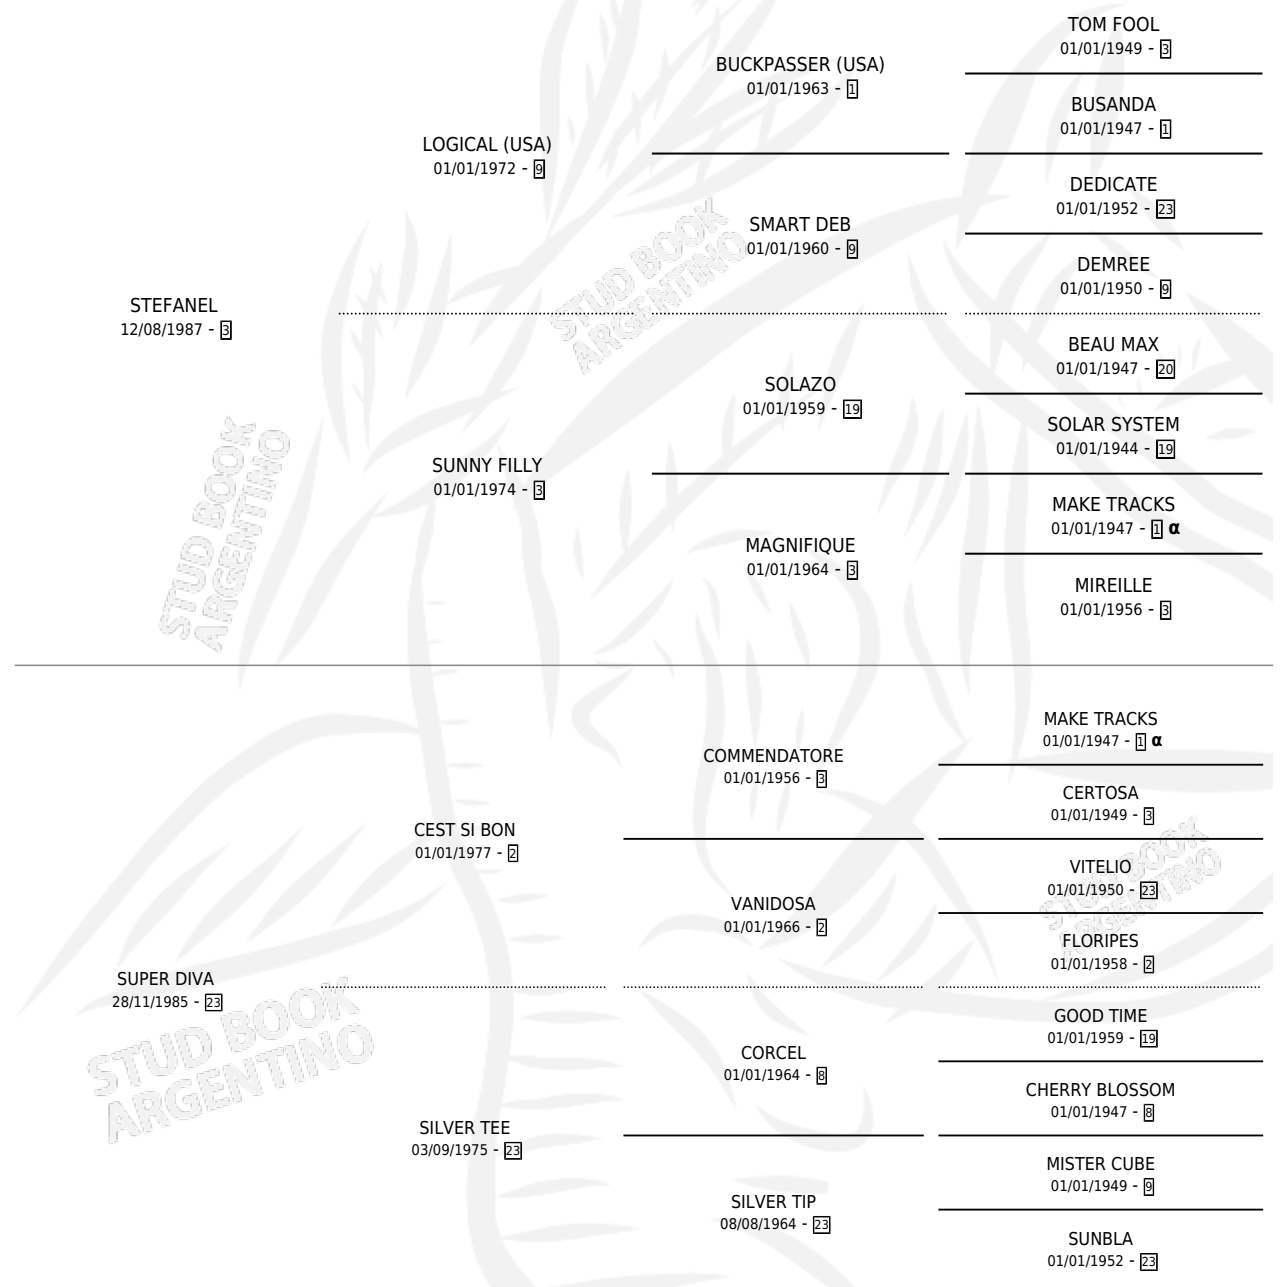 TOM FOOL
01/01/1949 - 3
BUCKPASSER (USA)
01/01/1963 - 1
BUSANDA
01/01/1947 - 1
LOGICAL (USA)
01/01/1972 - 9
DEDICATE
01/01/1952 - 23
SMART DEB
01/01/1960 - 9
DEMREE
01/01/1950 - 9
STEFANEL
12/08/1987 - 3
BEAU MAX
01/01/1947 - 20
SOLAZO
01/01/1959 - 19
SOLAR SYSTEM
01/01/1944 - 19
SUNNY FILLY
01/01/1974 - 3
MAKE TRACKS
01/01/1947 - 1 α
MAGNIFIQUE
01/01/1964 - 3
MIREILLE
01/01/1956 - 3
MAKE TRACKS
01/01/1947 - 1 α
COMMENDATORE
01/01/1956 - 3
CERTOSA
01/01/1949 - 3
CEST SI BON
01/01/1977 - 2
VITELIO
01/01/1950 - 23
VANIDOSA
01/01/1966 - 2
FLORIPES
01/01/1958 - 2
SUPER DIVA
28/11/1985 - 23
GOOD TIME
01/01/1959 - 19
CORCEL
01/01/1964 - 8
CHERRY BLOSSOM
01/01/1947 - 8
SILVER TEE
03/09/1975 - 23
MISTER CUBE
01/01/1949 - 9
SILVER TIP
08/08/1964 - 23
SUNBLA
01/01/1952 - 23
STUD BOOK
ARGENTINO
STUD BOOK
ARGENTINO
STUD BOOK
ARGENTINO
STUD BOOK
ARGENTINO